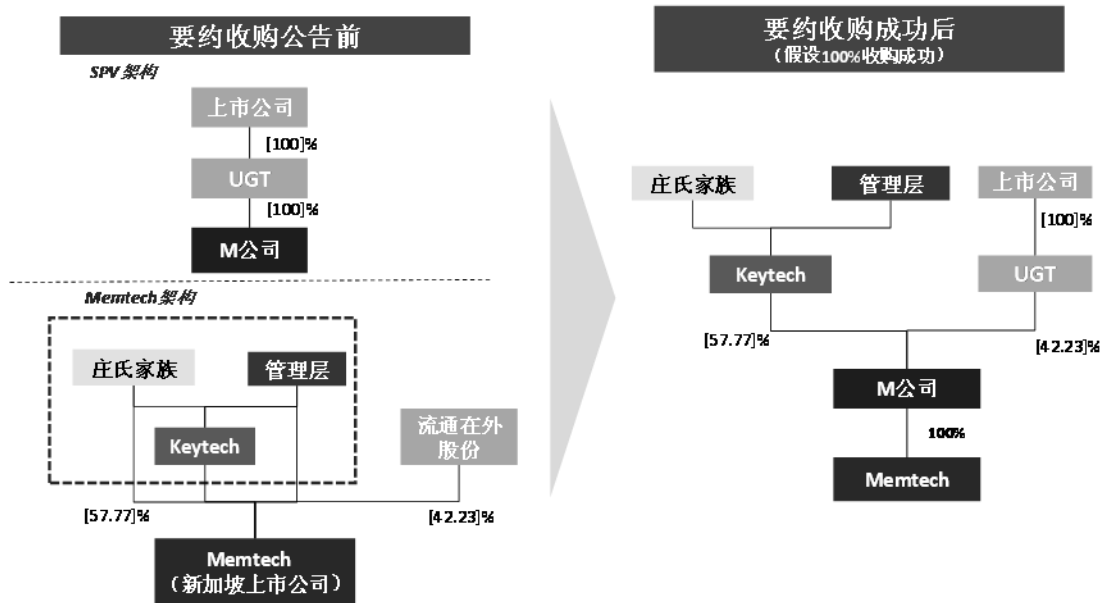 要约收购公告前
SPV架构
上市公司
[100]%
UGT
[100]%
M公司
Memtech架构
庄氏家族
管理层
Keytech
流通在外
股份
[57.77]%
[42.23]%
Memtech
（新加坡上市公司）
要约收购成功后
（假设100%收购成功）
庄氏家族
管理层
上市公司
[100]%
Keytech
UGT
[57.77]%
[42.23]%
M公司
100%
Memtech